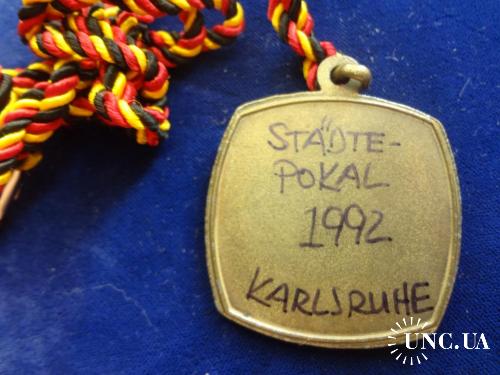 STÄDTE-
POKAL
1992
KARLSRUHE
UNC.UA